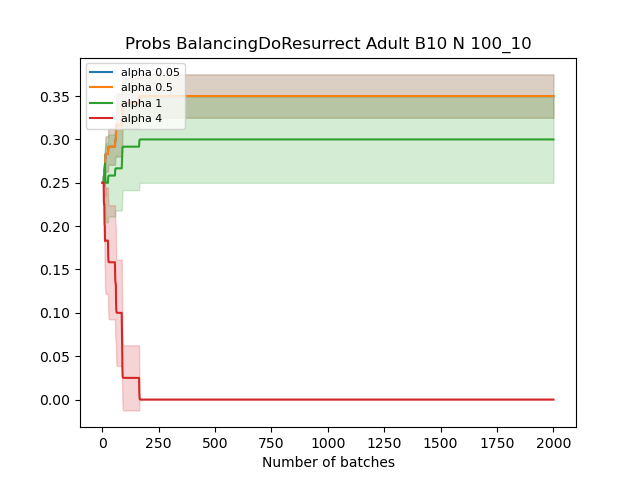 Probs BalancingDoResurrect Adult B10 N 100_10
alpha 0.05
alpha 0.5
alpha 1
alpha 4
0.35
0.30
0.25
0.20
0.15
0.10
0.05
0.00
0 250 500 750 1000 1250 1500 1750 2000
Number of batches